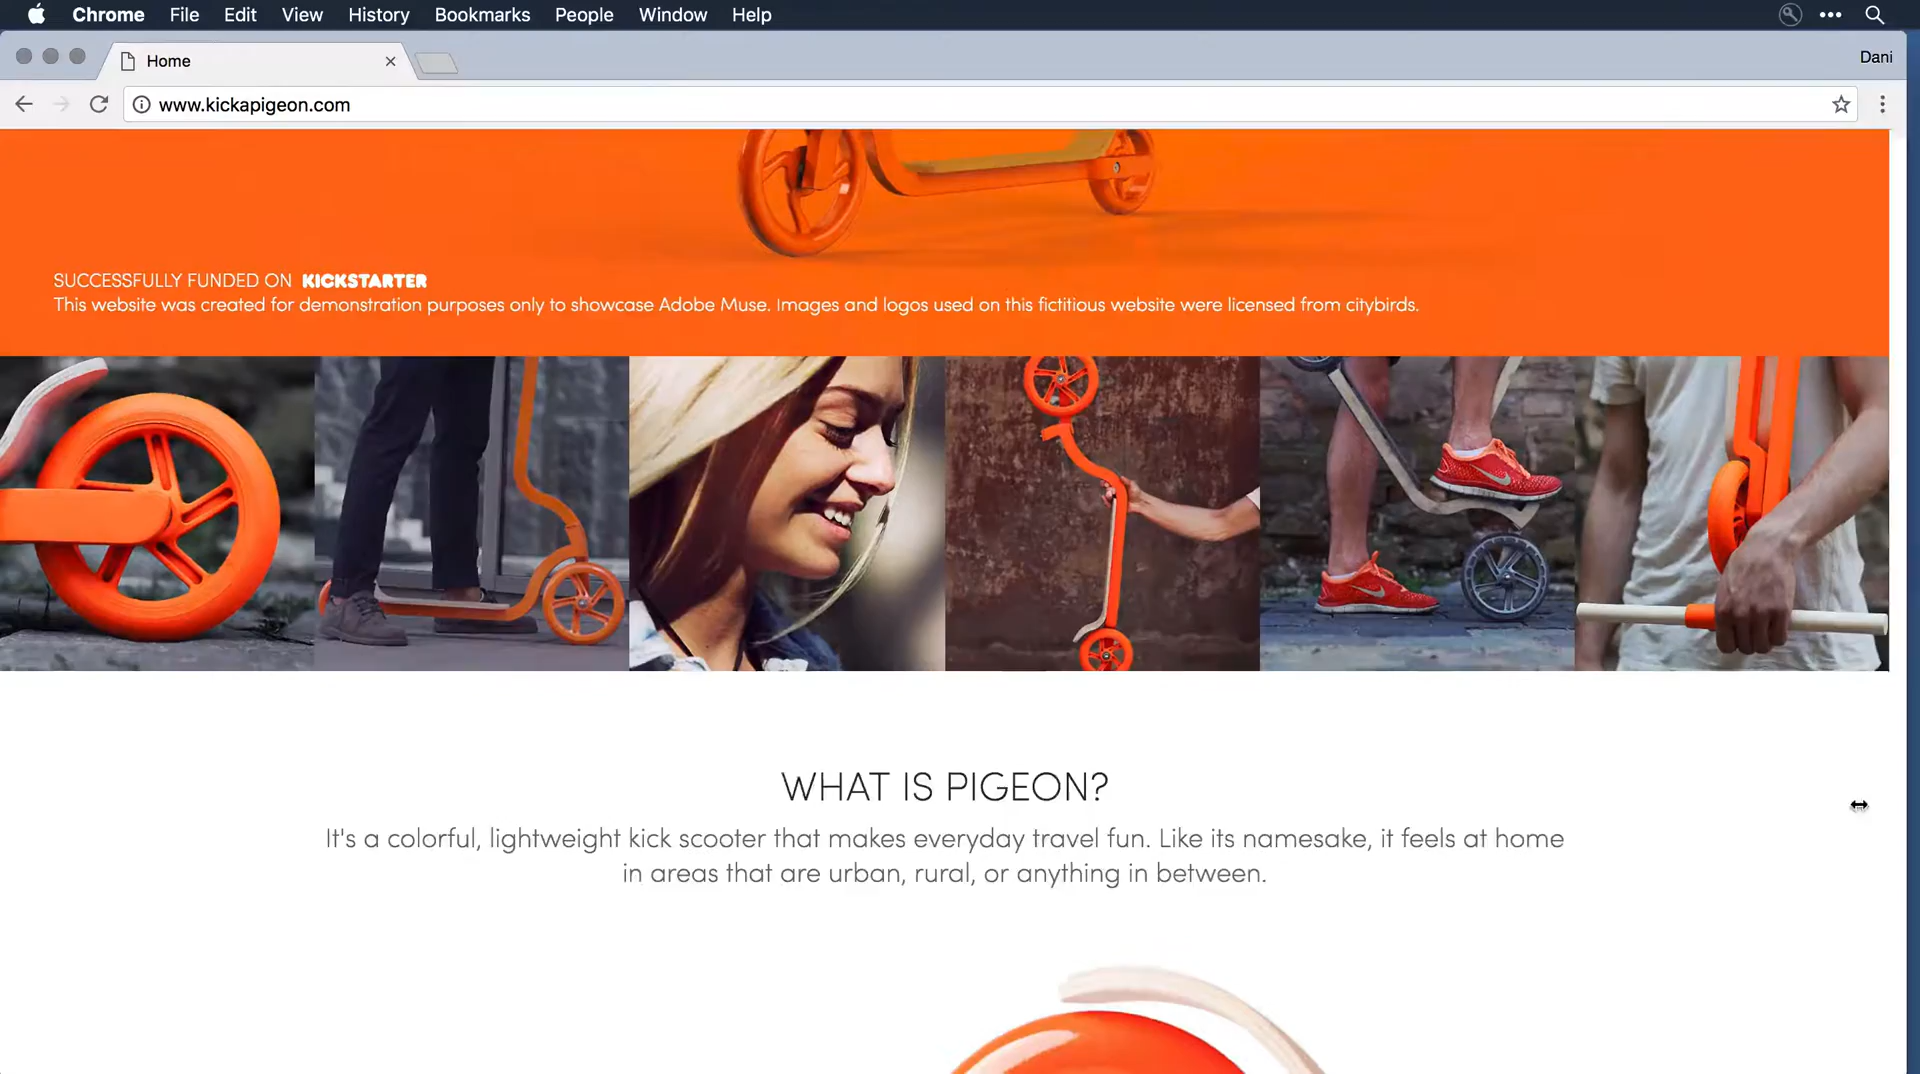 Chrome File Edit View History Bookmarks People Window Help
Home
Dani
www.kickapigeon.com
SUCCESSFULLY FUNDED ON KICKSTARTER
This website was created for demonstration purposes only to showcase Adobe Muse. Images and logos used on this fictitious website were licensed from citybirds.
WHAT IS PIGEON?
It's a colorful, lightweight kick scooter that makes everyday travel fun. Like its namesake, it feels at home
in areas that are urban, rural, or anything in between.